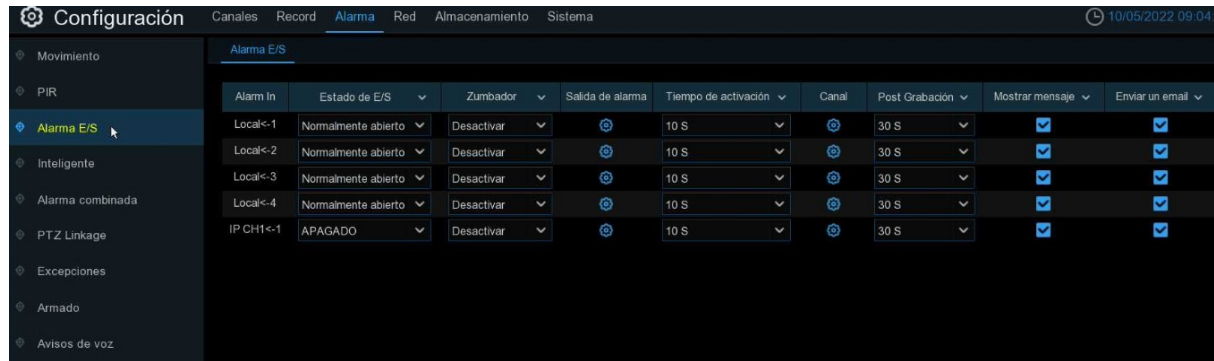 Configuración Canales Record Alarma Red Almacenamiento Sistema 10/05/2022 09:04:
Movimiento
Alarma E/S
PIR
Alarma E/S
Inteligente
Alarma combinada
PTZ Linkage
Excepciones
Armado
Avisos de voz
Alarm In Estado de E/S Zumbador Salida de alarma Tiempo de activación Canal Post Grabación Mostrar mensaje Enviar un email
Local<-1 Normalmente abierto Desactivar 10 S 30 S
Local<-2 Normalmente abierto Desactivar 10 S 30 S
Local<-3 Normalmente abierto Desactivar 10 S 30 S
Local<-4 Normalmente abierto Desactivar 10 S 30 S
IP CH1<-1 APAGADO Desactivar 10 S 30 S